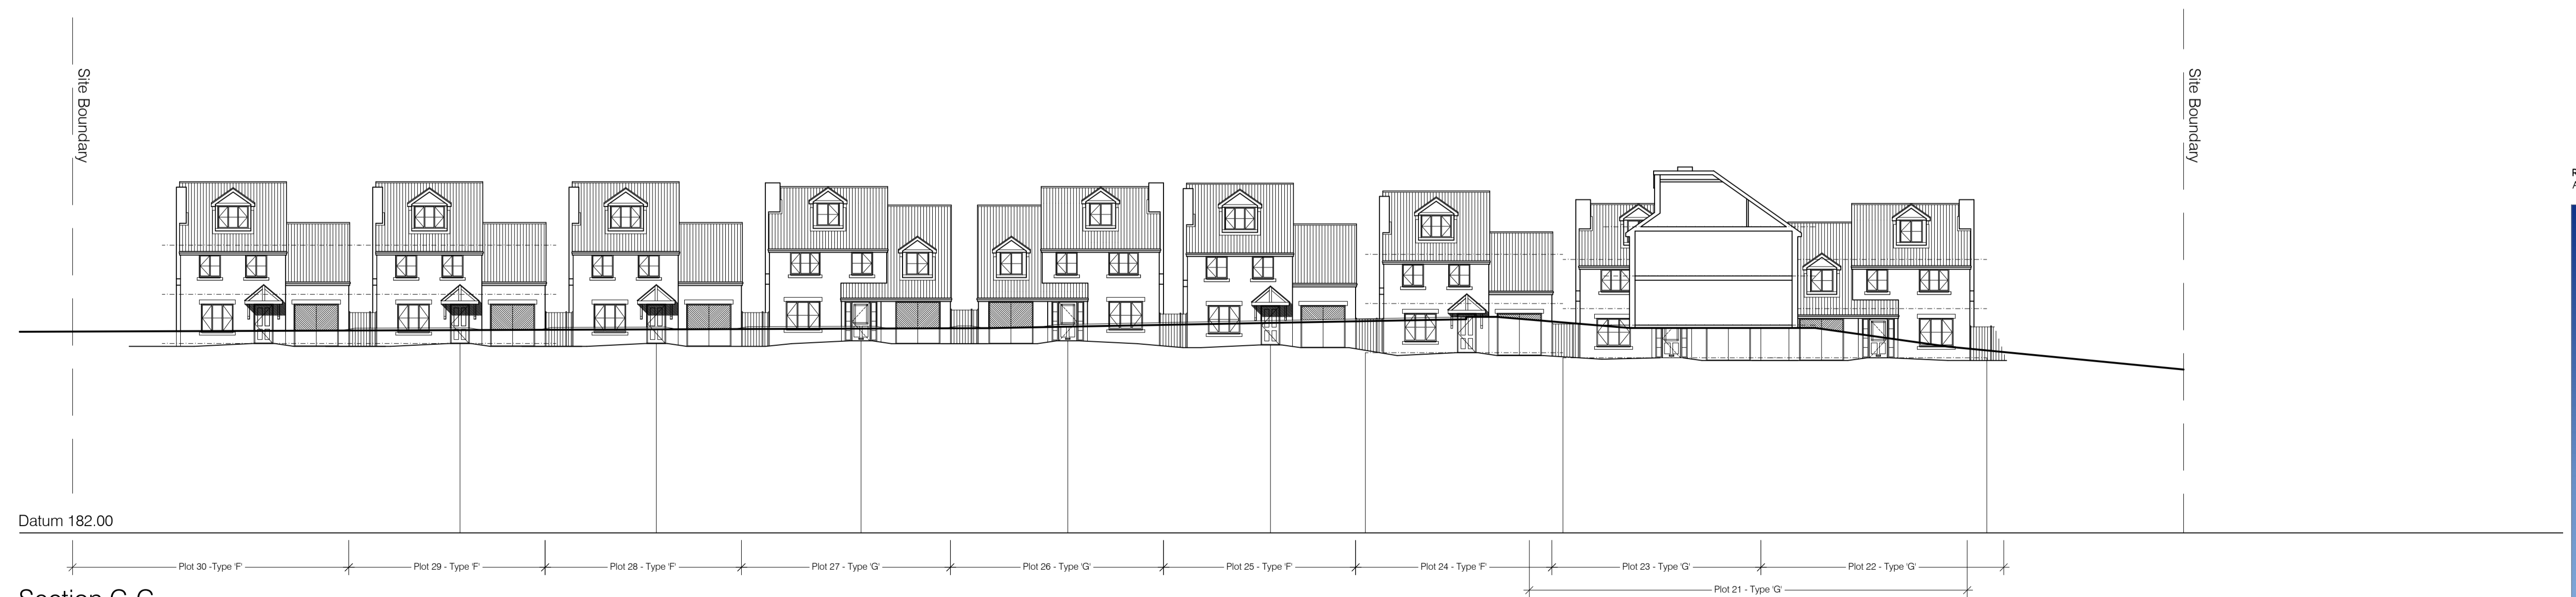 Site Boundary
Site Boundary
Datum 182.00
Plot 30 -Type 'F'
Plot 29 - Type 'F'
Plot 28 - Type 'F'
Plot 27 - Type 'G'
Plot 26 - Type 'G'
Plot 25 - Type 'F'
Plot 24 - Type 'F'
Plot 23 - Type 'G'
Plot 22 - Type 'G'
Plot 21 - Type 'G'